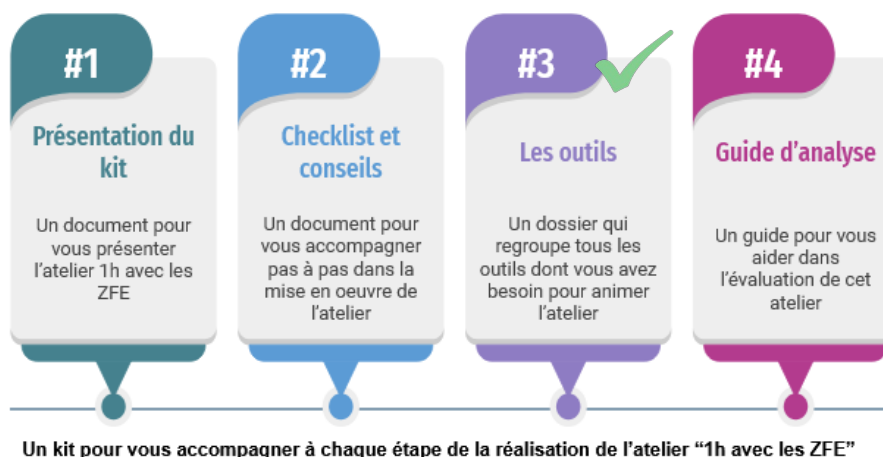 #1
Présentation du
kit
Un document pour
vous présenter
l'atelier 1h avec les
ZFE
#2
Checklist et
conseils
Un document pour
vous accompagner
pas à pas dans la
mise en oeuvre de
l'atelier
#3
Les outils
Un dossier qui
regroupe tous les
outils dont vous avez
besoin pour animer
l'atelier
#4
Guide d'analyse
Un guide pour vous
aider dans
l'évaluation de cet
atelier
Un kit pour vous accompagner à chaque étape de la réalisation de l'atelier “1h avec les ZFE”